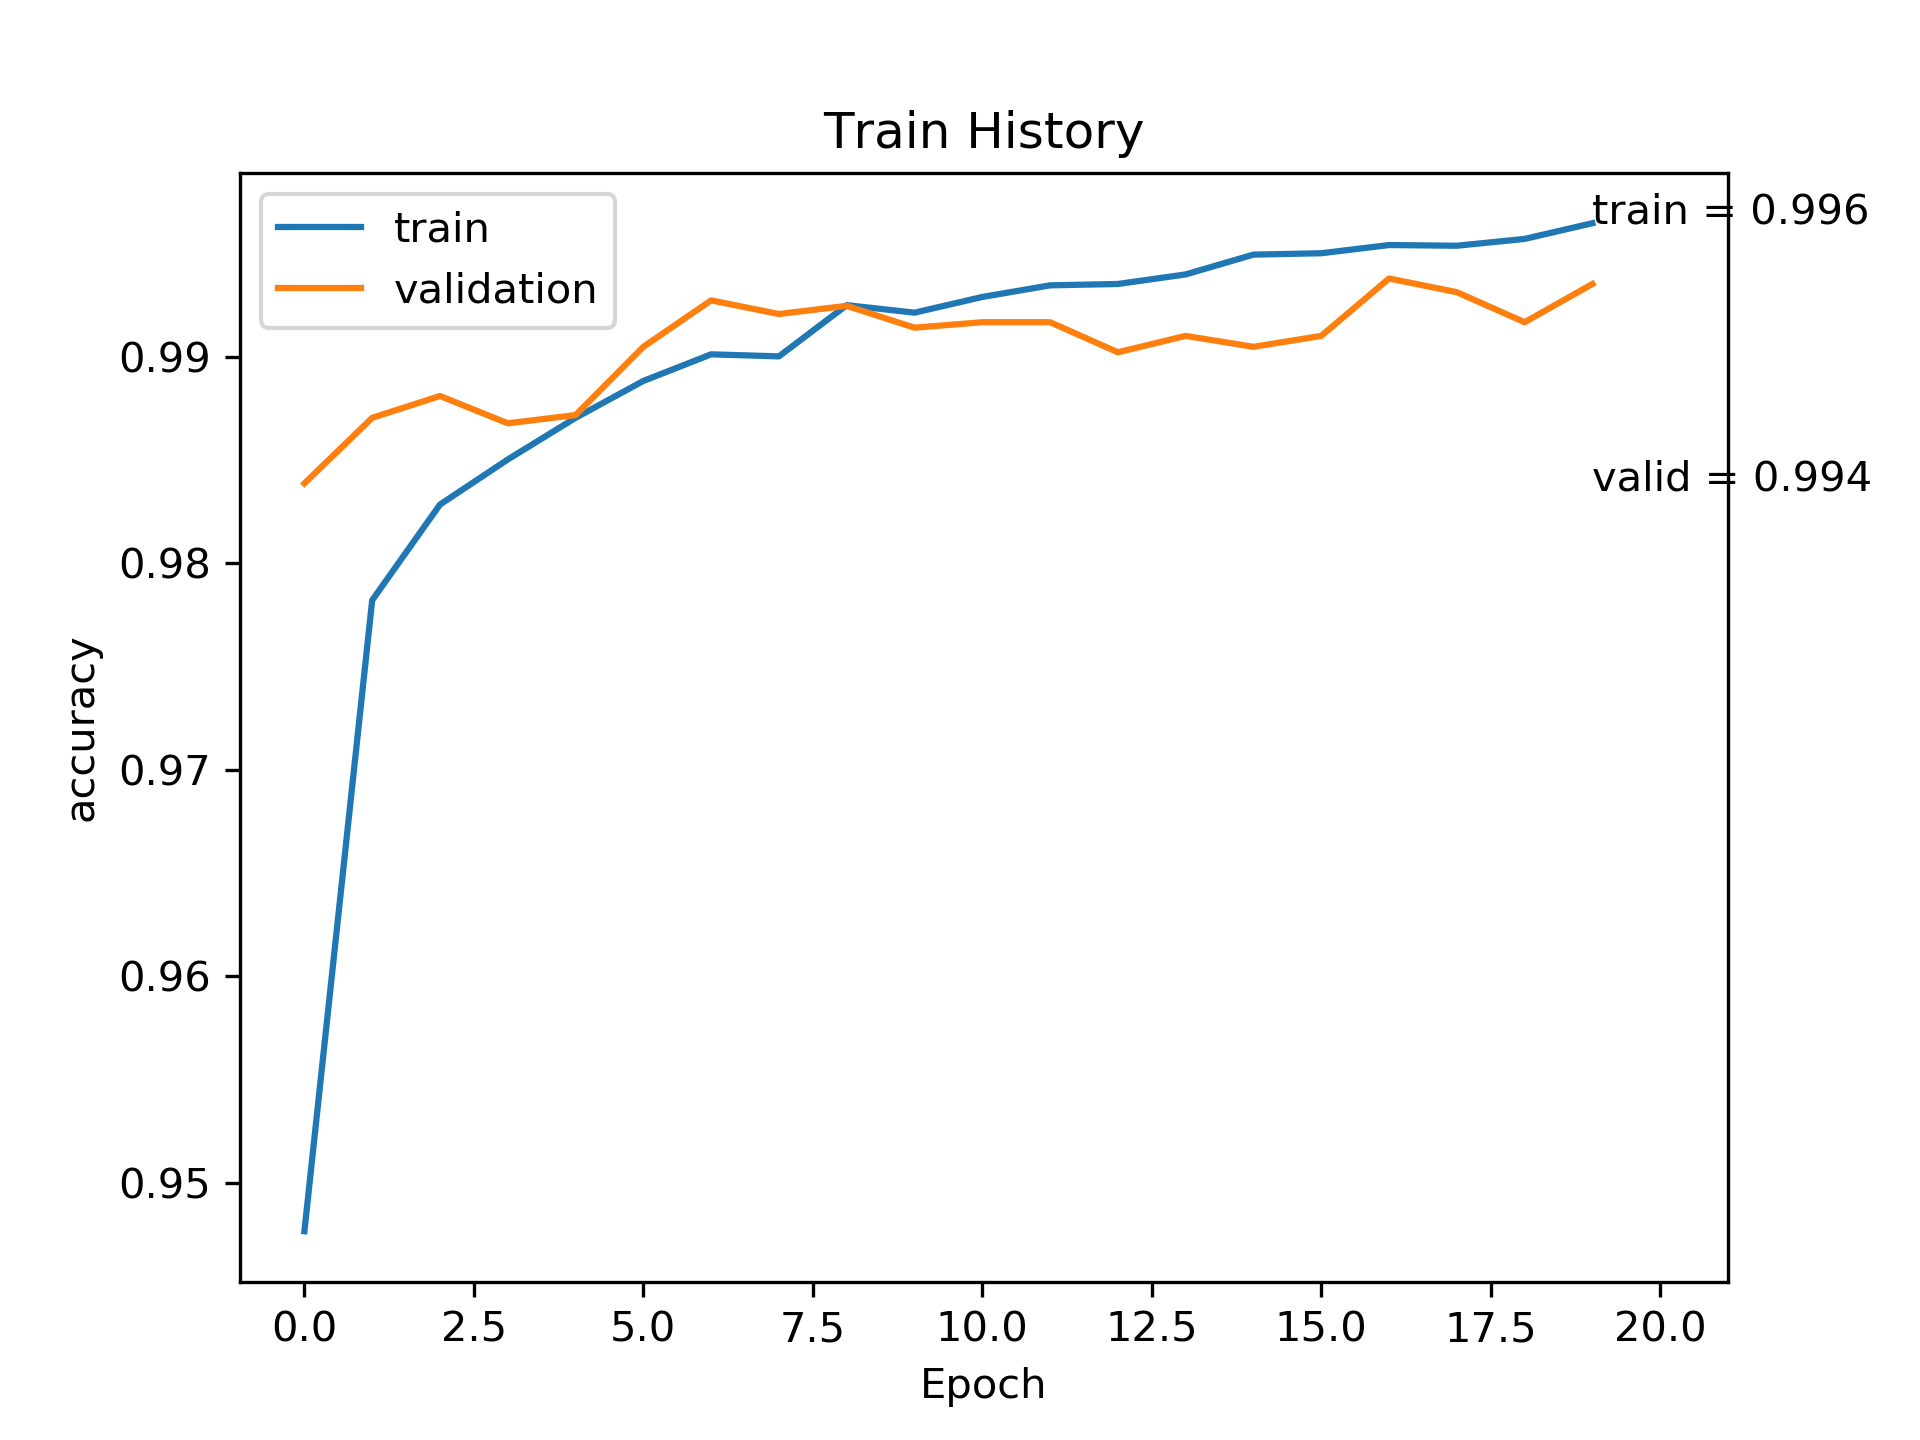 Train History
train
validation
train = 0.996
valid = 0.994
0.99
0.98
0.97
0.96
0.95
accuracy
0.0 2.5 5.0 7.5 10.0 12.5 15.0 17.5 20.0
Epoch